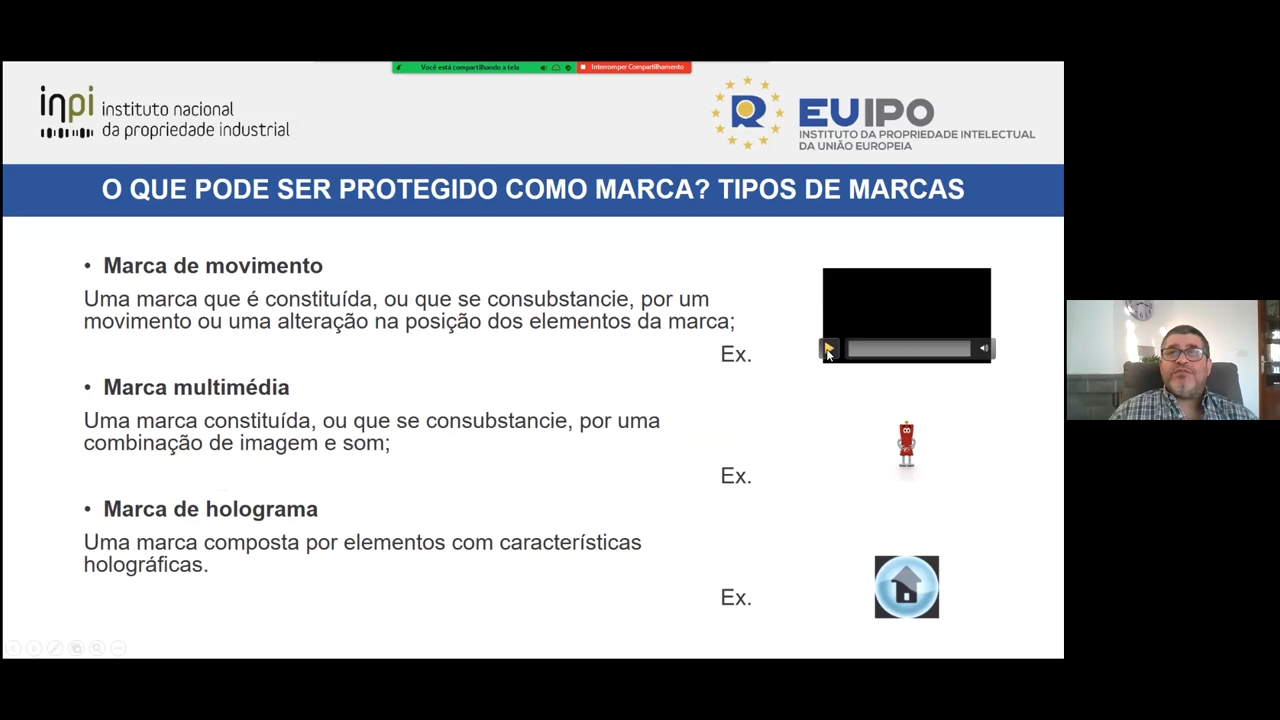 Você está compartilhando a tela
Interromper Compartilhamento
inpi instituto nacional
da propriedade industrial
EUIPO
INSTITUTO DA PROPRIEDADE INTELECTUAL
DA UNIÃO EUROPEIA
O QUE PODE SER PROTEGIDO COMO MARCA? TIPOS DE MARCAS
• Marca de movimento
Uma marca que é constituída, ou que se consubstancie, por um
movimento ou uma alteração na posição dos elementos da marca;
Ex.
• Marca multimédia
Uma marca constituída, ou que se consubstancie, por uma
combinação de imagem e som;
Ex.
• Marca de holograma
Uma marca composta por elementos com características
holográficas.
Ex.